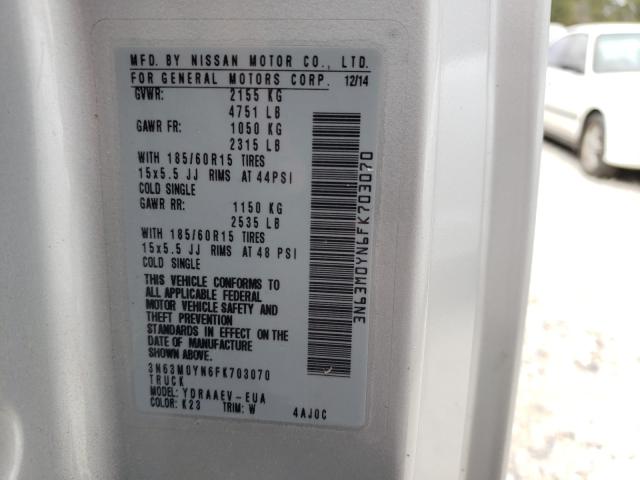 MFD. BY NISSAN MOTOR CO., LTD.
FOR GENERAL MOTORS CORP. 12/14
GVWR: 2155 KG
4751 LB
GAWR FR: 1050 KG
2315 LB
WITH 185/60R15 TIRES
15x5.5 JJ RIMS AT 44PSI
COLD SINGLE
GAWR RR: 1150 KG
2535 LB
WITH 185/60R15 TIRES
15x5.5 JJ RIMS AT 48 PSI
COLD SINGLE
THIS VEHICLE CONFORMS TO
ALL APPLICABLE FEDERAL
MOTOR VEHICLE SAFETY AND
THEFT PREVENTION
STANDARDS IN EFFECT ON THE
DATE OF MANUFACTURE
SHOWN ABOVE.
3N63M0YN6FK703070
TRUCK
MODEL: YDRAAEV-EUA
COLOR: K23 TRIM: W 4AJ0C
3N63M0YN6FK703070